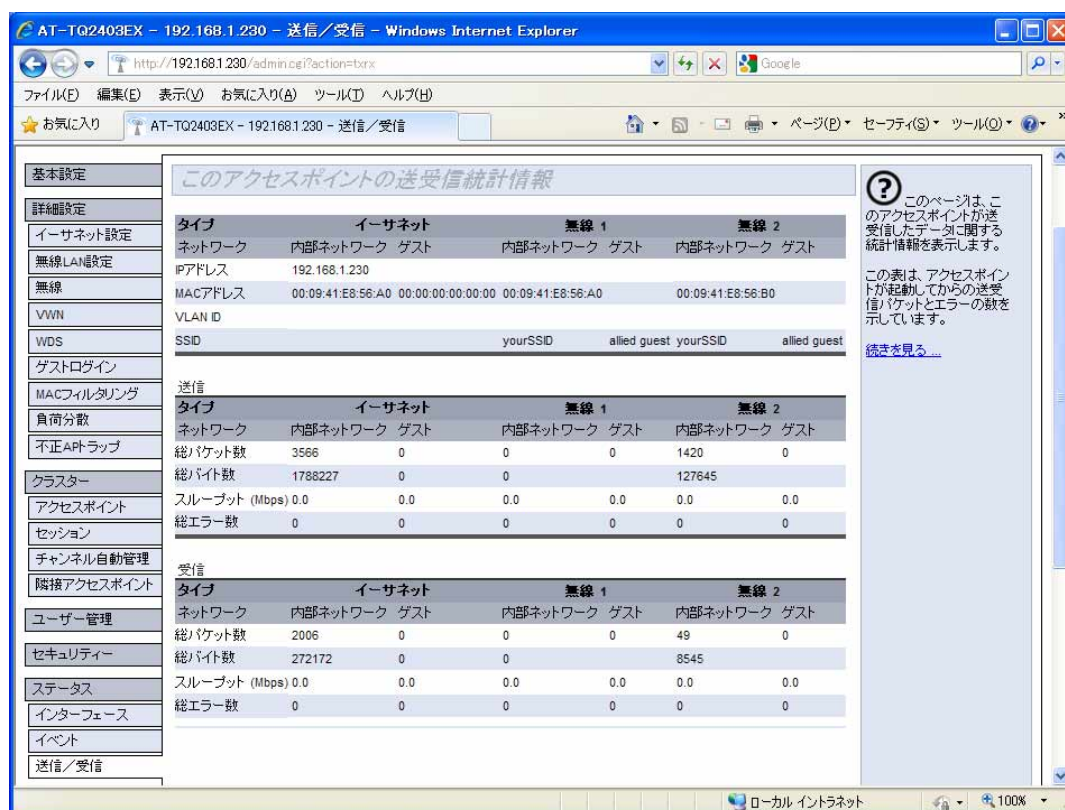 AT-TQ2403EX - 192.168.1.230 - 送信／受信 - Windows Internet Explorer
http://192.168.1.230/admin.cgi?action=txrx
Google
ファイル(F) 編集(E) 表示(V) お気に入り(A) ツール(T) ヘルプ(H)
お気に入り AT-TQ2403EX - 192.168.1.230 - 送信／受信 ページ(P) セーフティ(S) ツール(O) »
基本設定
詳細設定
イーサネット設定
無線LAN設定
無線
VWN
WDS
ゲストログイン
MACフィルタリング
負荷分散
不正APトラップ
クラスター
アクセスポイント
セッション
チャンネル自動管理
隣接アクセスポイント
ユーザー管理
セキュリティー
ステータス
インターフェース
イベント
送信／受信
このアクセスポイントの送受信統計情報
タイプ イーサネット 無線 1 無線 2
ネットワーク 内部ネットワーク ゲスト 内部ネットワーク ゲスト 内部ネットワーク ゲスト
IPアドレス 192.168.1.230
MACアドレス 00:09:41:E8:56:A0 00:00:00:00:00:00 00:09:41:E8:56:A0 00:09:41:E8:56:B0
VLAN ID
SSID yourSSID allied guest yourSSID allied guest
送信
タイプ イーサネット 無線 1 無線 2
ネットワーク 内部ネットワーク ゲスト 内部ネットワーク ゲスト 内部ネットワーク ゲスト
総パケット数 3566 0 0 0 1420 0
総バイト数 1788227 0 0 127645
スループット (Mbps) 0.0 0.0 0.0 0.0 0.0 0.0
総エラー数 0 0 0 0 0 0
受信
タイプ イーサネット 無線 1 無線 2
ネットワーク 内部ネットワーク ゲスト 内部ネットワーク ゲスト 内部ネットワーク ゲスト
総パケット数 2006 0 0 0 49 0
総バイト数 272172 0 0 8545
スループット (Mbps) 0.0 0.0 0.0 0.0 0.0 0.0
総エラー数 0 0 0 0 0 0
? このページは、こ
のアクセスポイントが送
受信したデータに関する
統計情報を表示します。
この表は、アクセスポイン
トが起動してからの送受
信パケットとエラーの数を
示しています。
続きを見る ...
ローカル イントラネット 100%